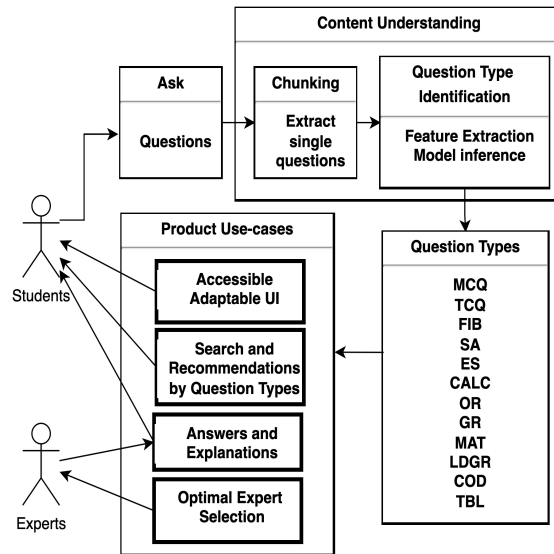 Content Understanding
Ask
Questions
Chunking
Extract
single
questions
Question Type
Identification
Feature Extraction
Model inference
Students
Experts
Product Use-cases
Accessible
Adaptable UI
Search and
Recommendations
by Question Types
Answers and
Explanations
Optimal Expert
Selection
Question Types
MCQ
TCQ
FIB
SA
ES
CALC
OR
GR
MAT
LDGR
COD
TBL